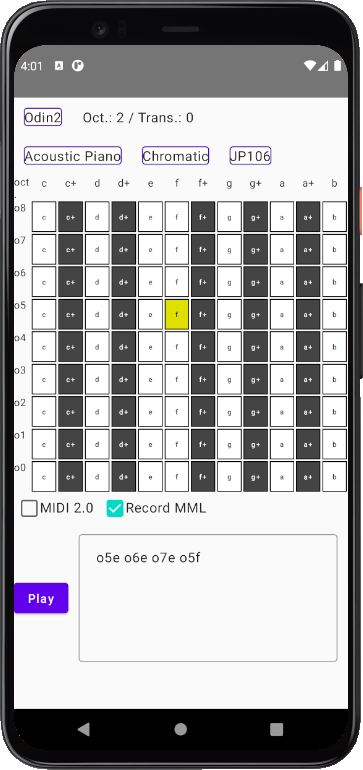 4:01 A
Odin2 Oct.: 2 / Trans.: 0
Acoustic Piano Chromatic JP106
oct. c c+ d d+ e f f+ g g+ a a+ b
o8 c c+ d d+ e f f+ g g+ a a+ b
o7 c c+ d d+ e f f+ g g+ a a+ b
o6 c c+ d d+ e f f+ g g+ a a+ b
o5 c c+ d d+ e f f+ g g+ a a+ b
o4 c c+ d d+ e f f+ g g+ a a+ b
o3 c c+ d d+ e f f+ g g+ a a+ b
o2 c c+ d d+ e f f+ g g+ a a+ b
o1 c c+ d d+ e f f+ g g+ a a+ b
o0 c c+ d d+ e f f+ g g+ a a+ b
MIDI 2.0 Record MML
o5e o6e o7e o5f
Play